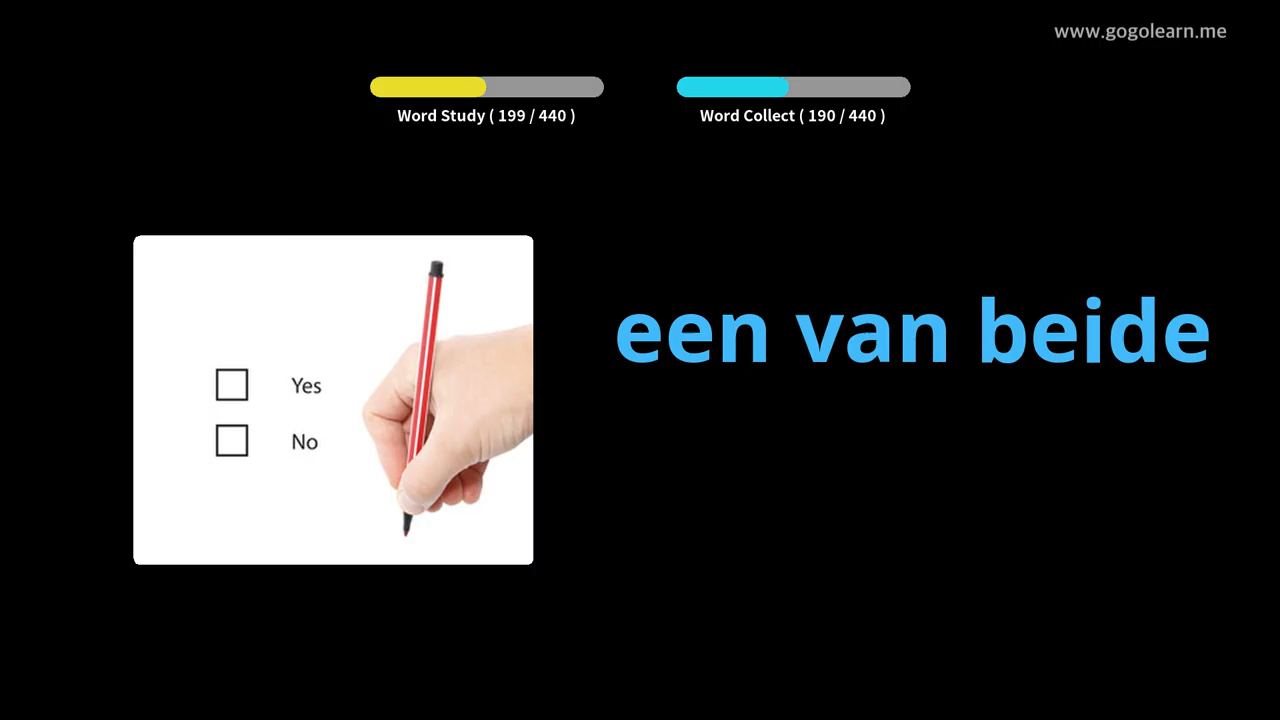 www.gogolearn.me
Word Study ( 199 / 440 )
Word Collect ( 190 / 440 )
een van beide
Yes
No